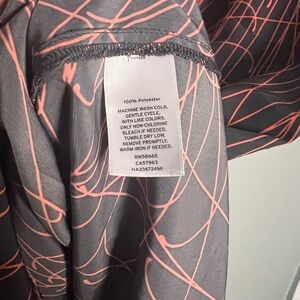 100% Polyester
MACHINE WASH COLD.
GENTLE CYCLE.
WITH LIKE COLORS.
ONLY NON-CHLORINE
BLEACH IF NEEDED.
TUMBLE DRY LOW.
REMOVE PROMPTLY.
WARM IRON IF NEEDED.
RN58665
CA57963
HA336724MI